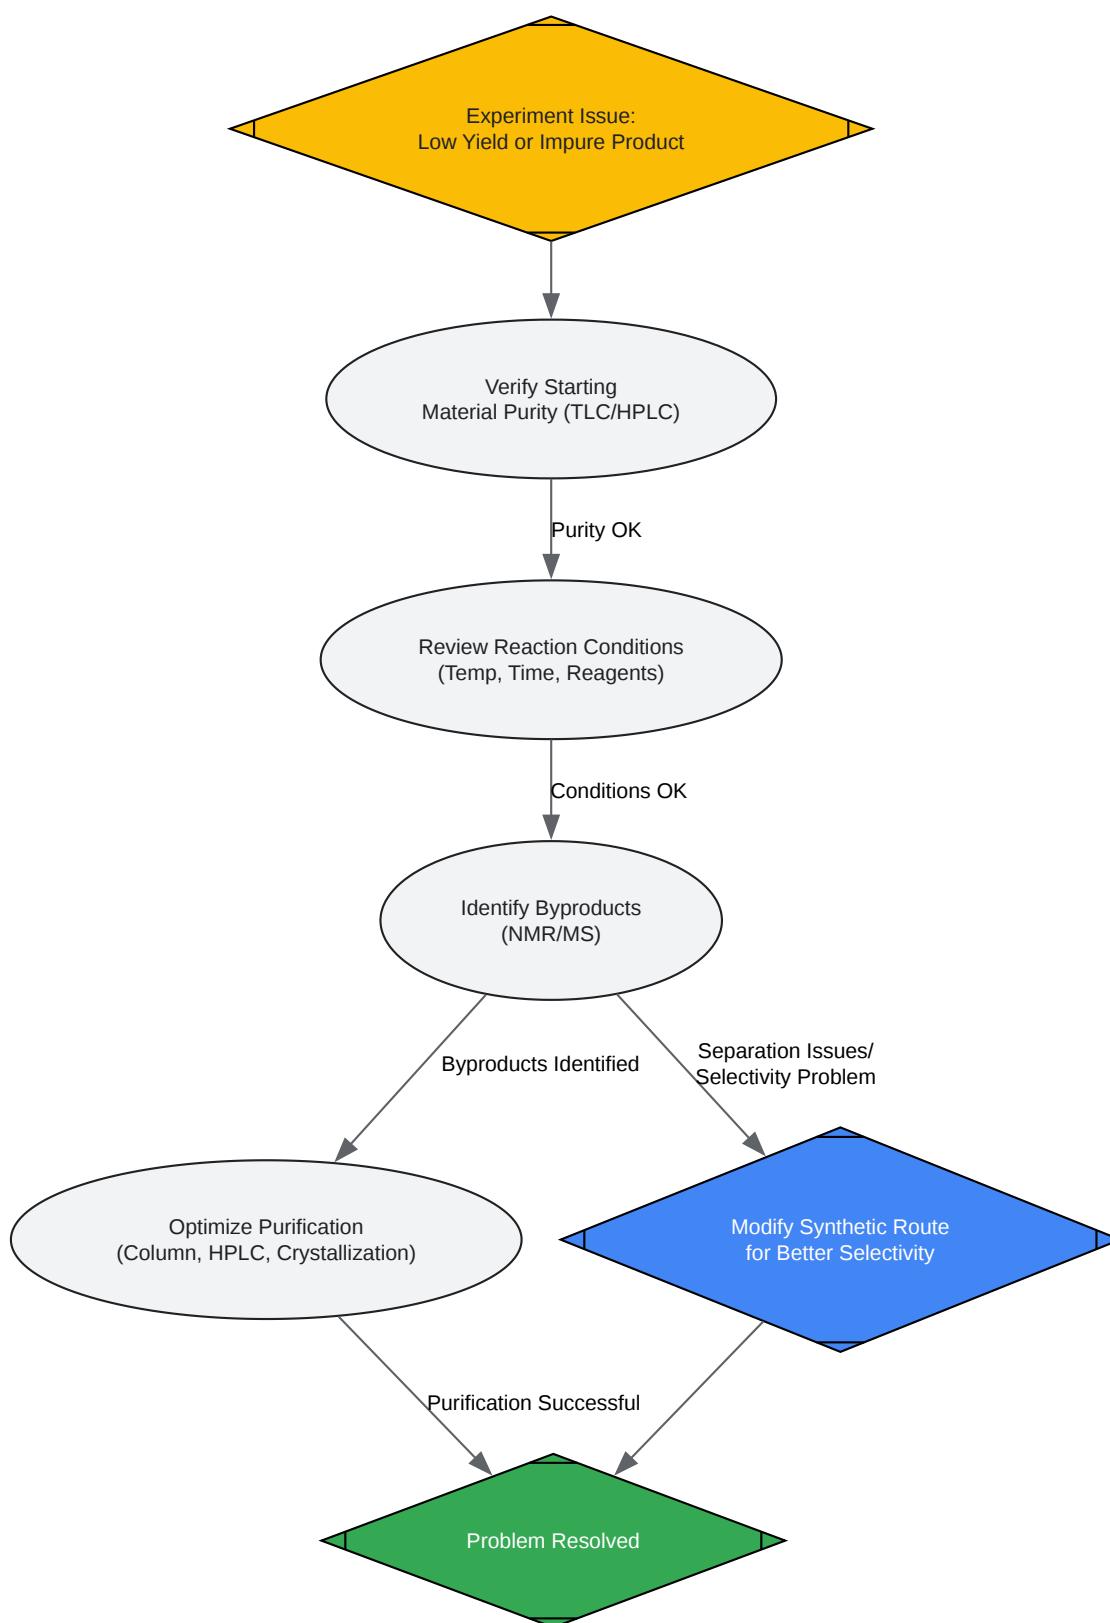 Experiment Issue:
Low Yield or Impure Product
Verify Starting
Material Purity (TLC/HPLC)
Purity OK
Review Reaction Conditions
(Temp, Time, Reagents)
Conditions OK
Identify Byproducts
(NMR/MS)
Byproducts Identified
Separation Issues/
Selectivity Problem
Optimize Purification
(Column, HPLC, Crystallization)
Modify Synthetic Route
for Better Selectivity
Purification Successful
Problem Resolved